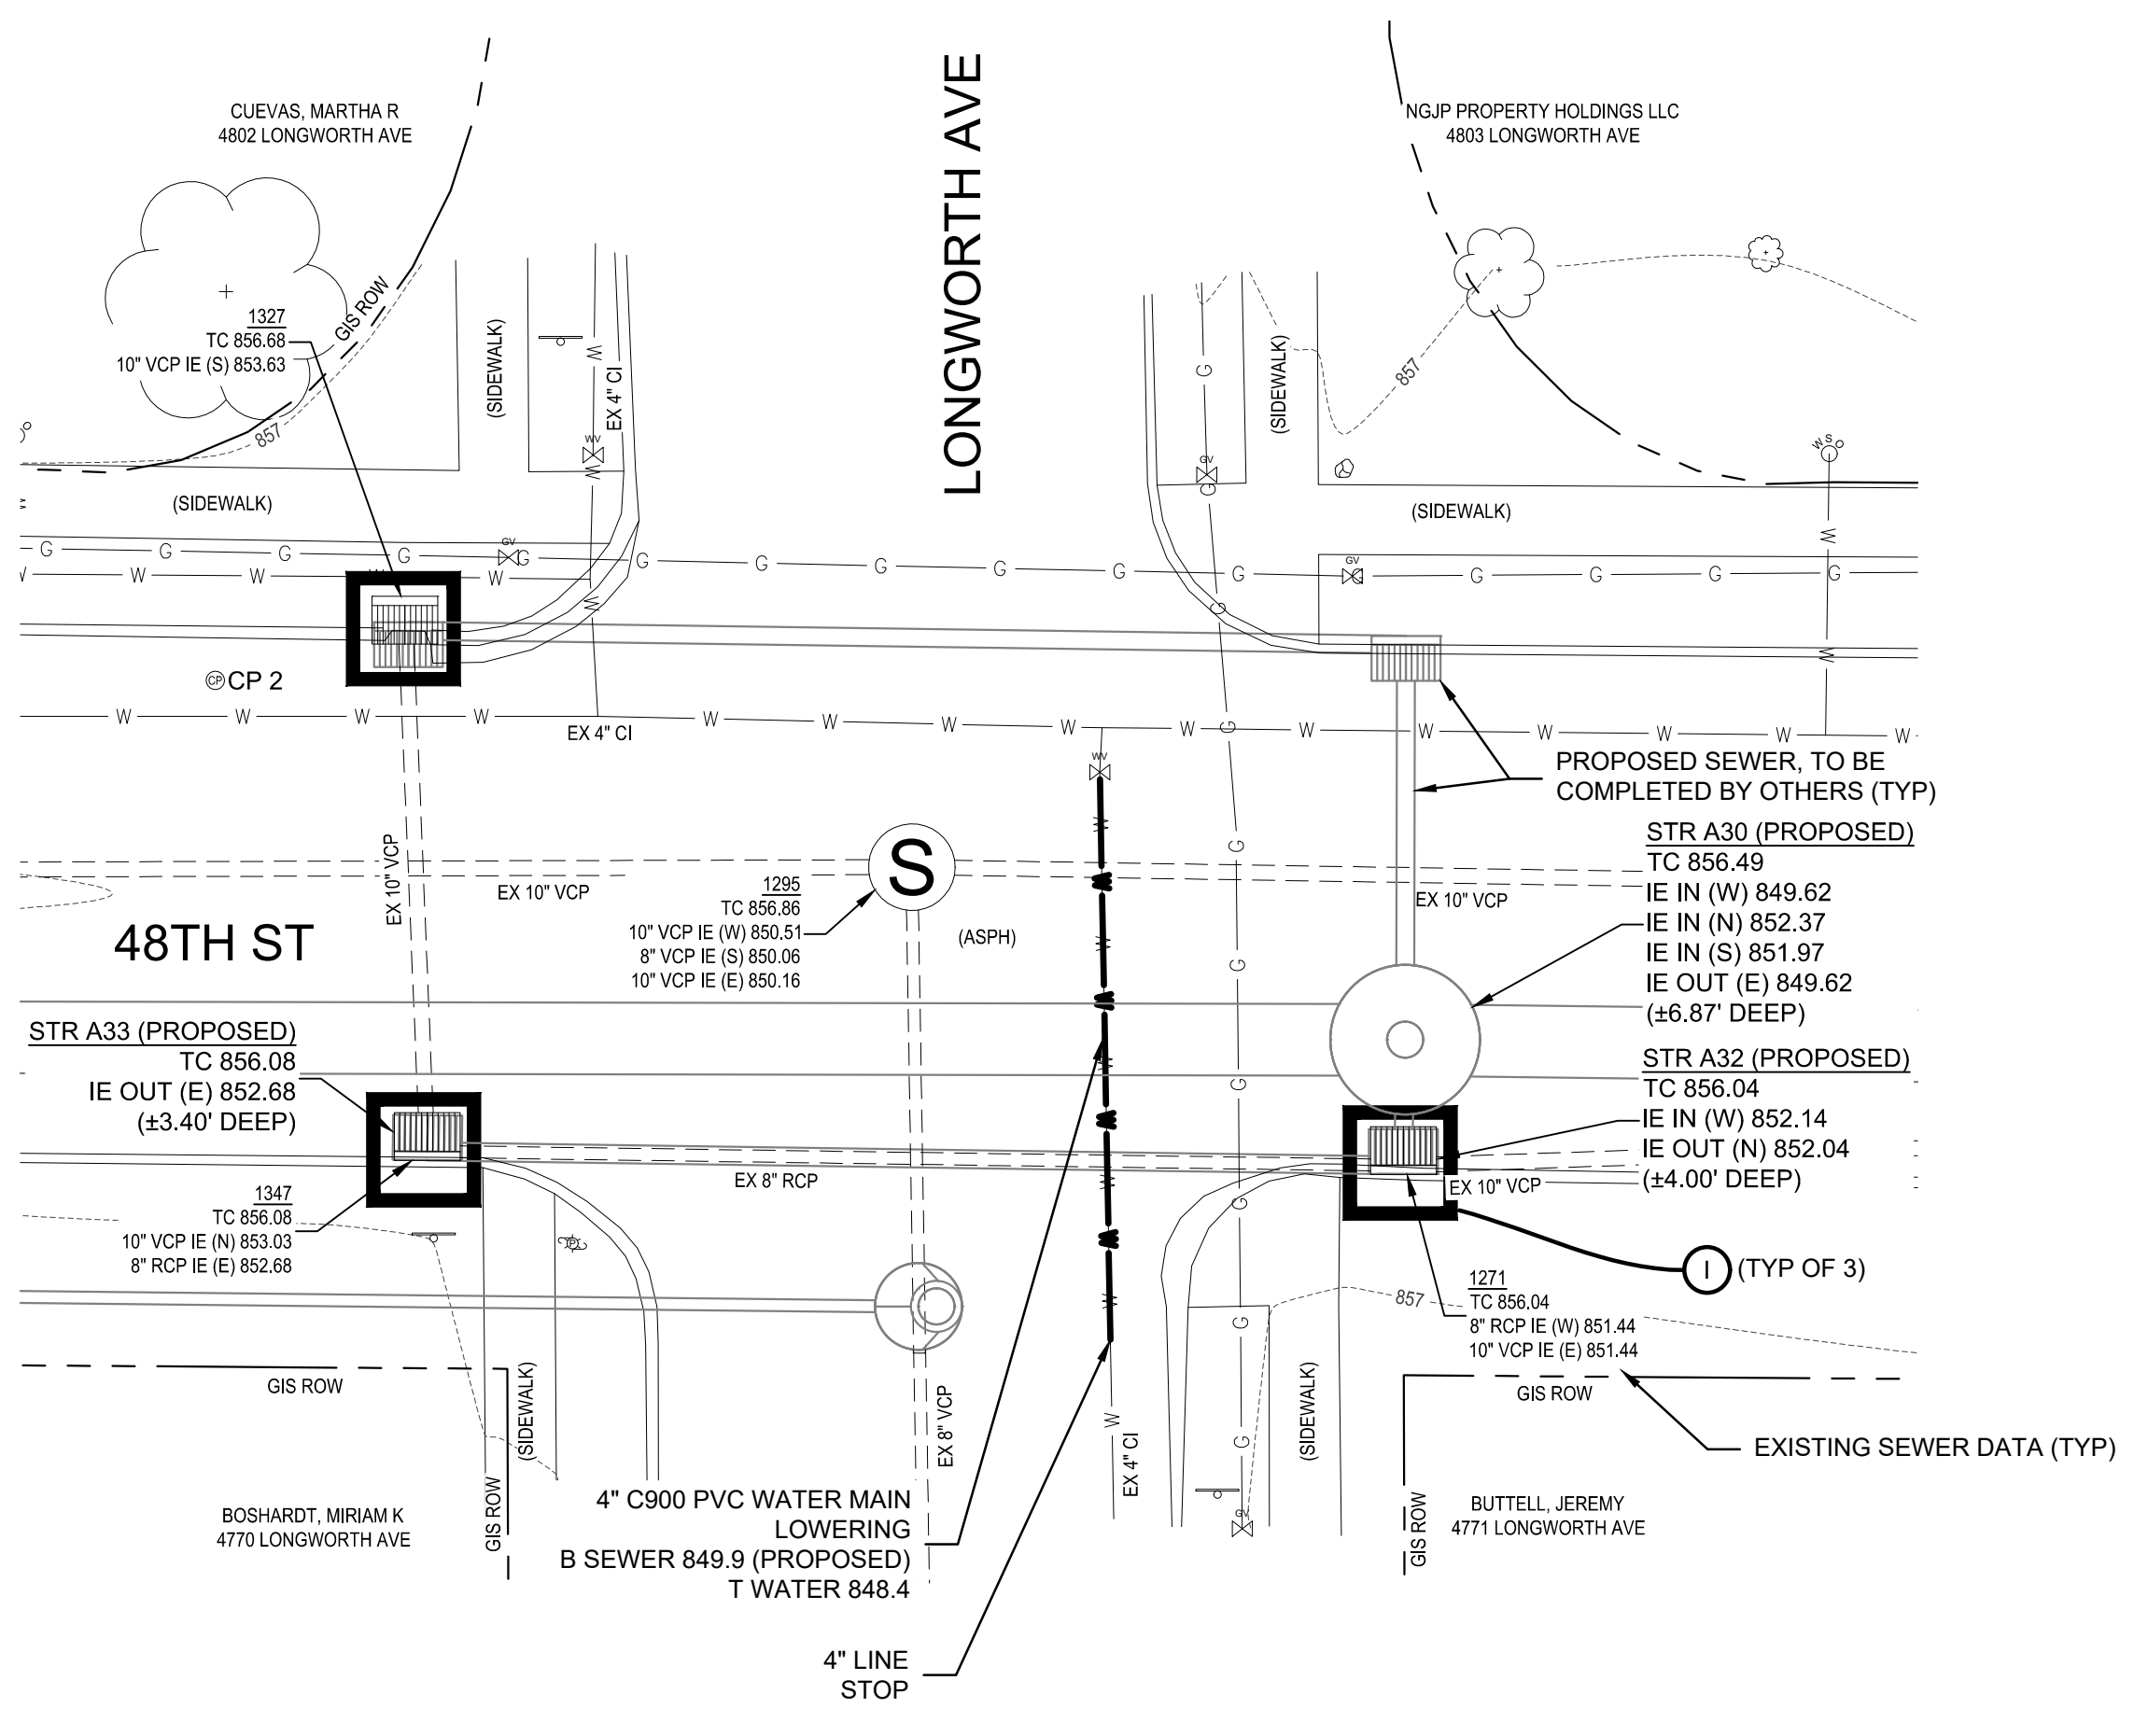 CUEVAS, MARTHA R
4802 LONGWORTH AVE
LONGWORTH AVE
NGJP PROPERTY HOLDINGS LLC
4803 LONGWORTH AVE
1327
TC 856.68
10" VCP IE (S) 853.63
GIS ROW
857
(SIDEWALK)
(SIDEWALK)
W
EX 4" CI
WV
W
G
GV
G
(SIDEWALK)
857
(SIDEWALK)
WSO
W
W
G G G G GV G G G G G G G GV G G G G G
W W W W W
W
G
CP CP 2
W W W W W W W W W W W W W W W W
EX 4" CI
G
WV
PROPOSED SEWER, TO BE
COMPLETED BY OTHERS (TYP)
EX 10" VCP
EX 10" VCP
S
1295
TC 856.86
10" VCP IE (W) 850.51
8" VCP IE (S) 850.06
10" VCP IE (E) 850.16
(ASPH)
W
W
W
W
W
W
W
W
W
G
G
G
G
G
EX 10" VCP
STR A30 (PROPOSED)
TC 856.49
IE IN (W) 849.62
IE IN (N) 852.37
IE IN (S) 851.97
IE OUT (E) 849.62
(±6.87' DEEP)
48TH ST
STR A33 (PROPOSED)
TC 856.08
IE OUT (E) 852.68
(±3.40' DEEP)
STR A32 (PROPOSED)
TC 856.04
IE IN (W) 852.14
IE OUT (N) 852.04
(±4.00' DEEP)
EX 8" RCP
EX 10" VCP
1347
TC 856.08
10" VCP IE (N) 853.03
8" RCP IE (E) 852.68
P
I (TYP OF 3)
1271
TC 856.04
8" RCP IE (W) 851.44
10" VCP IE (E) 851.44
857
GIS ROW
(SIDEWALK)
GIS ROW
EX 8" VCP
W
EX 4" CI
G
G
G
GV
(SIDEWALK)
GIS ROW
GIS ROW
EXISTING SEWER DATA (TYP)
BOSHARDT, MIRIAM K
4770 LONGWORTH AVE
4" C900 PVC WATER MAIN
LOWERING
B SEWER 849.9 (PROPOSED)
T WATER 848.4
BUTTELL, JEREMY
4771 LONGWORTH AVE
4" LINE
STOP